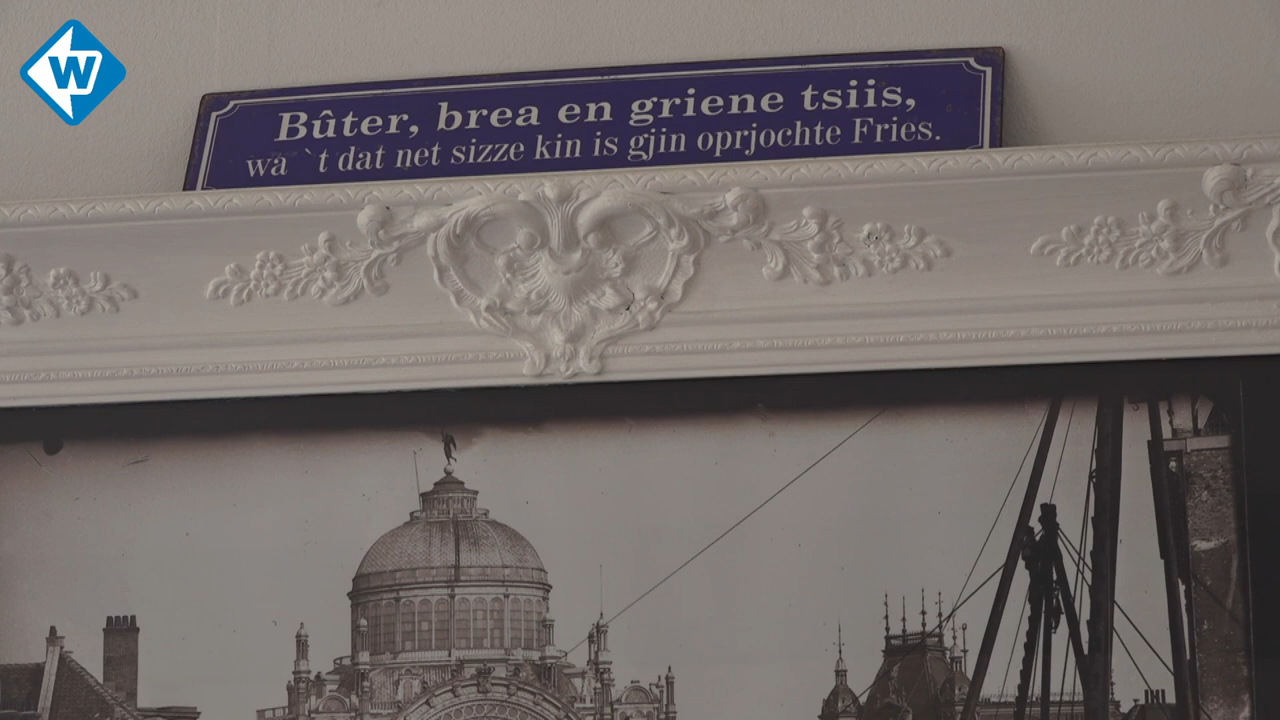 W
Bûter, brea en griene tsiis,
wa `t dat net sizze kin is gjin oprjochte Fries.